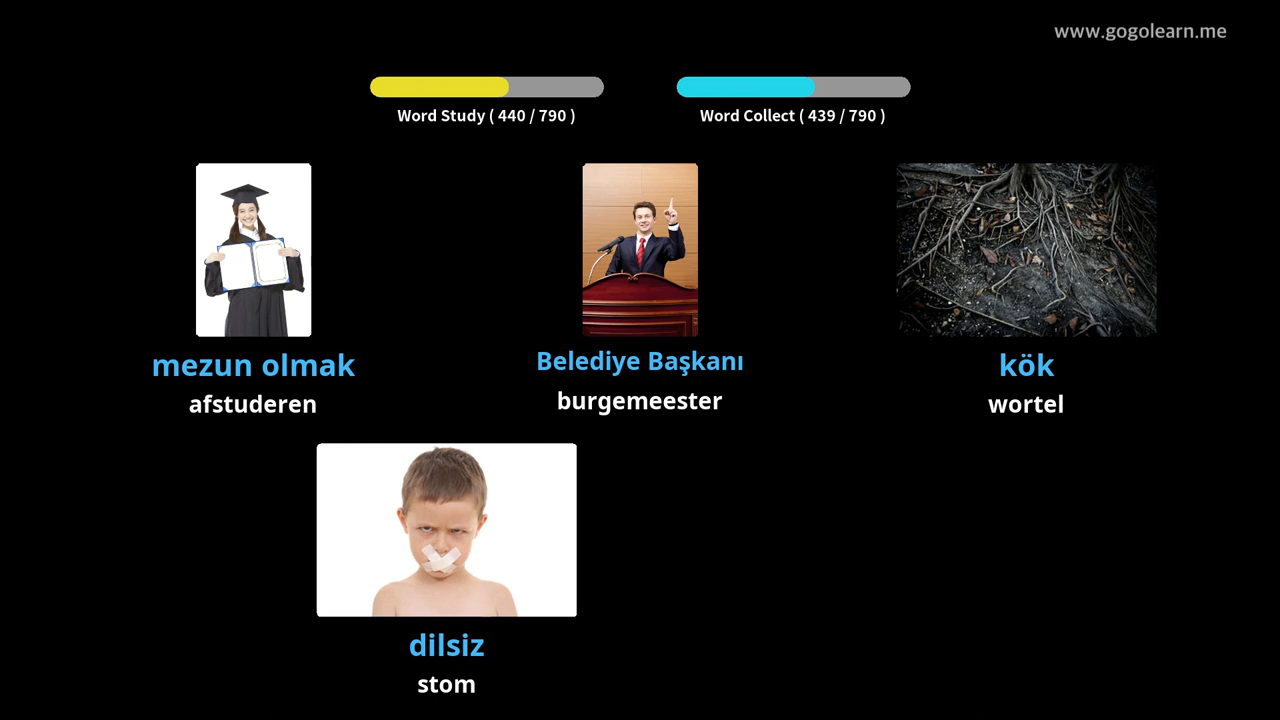 www.gogolearn.me
Word Study ( 440 / 790 )
Word Collect ( 439 / 790 )
mezun olmak
afstuderen
Belediye Başkanı
burgemeester
kök
wortel
dilsiz
stom